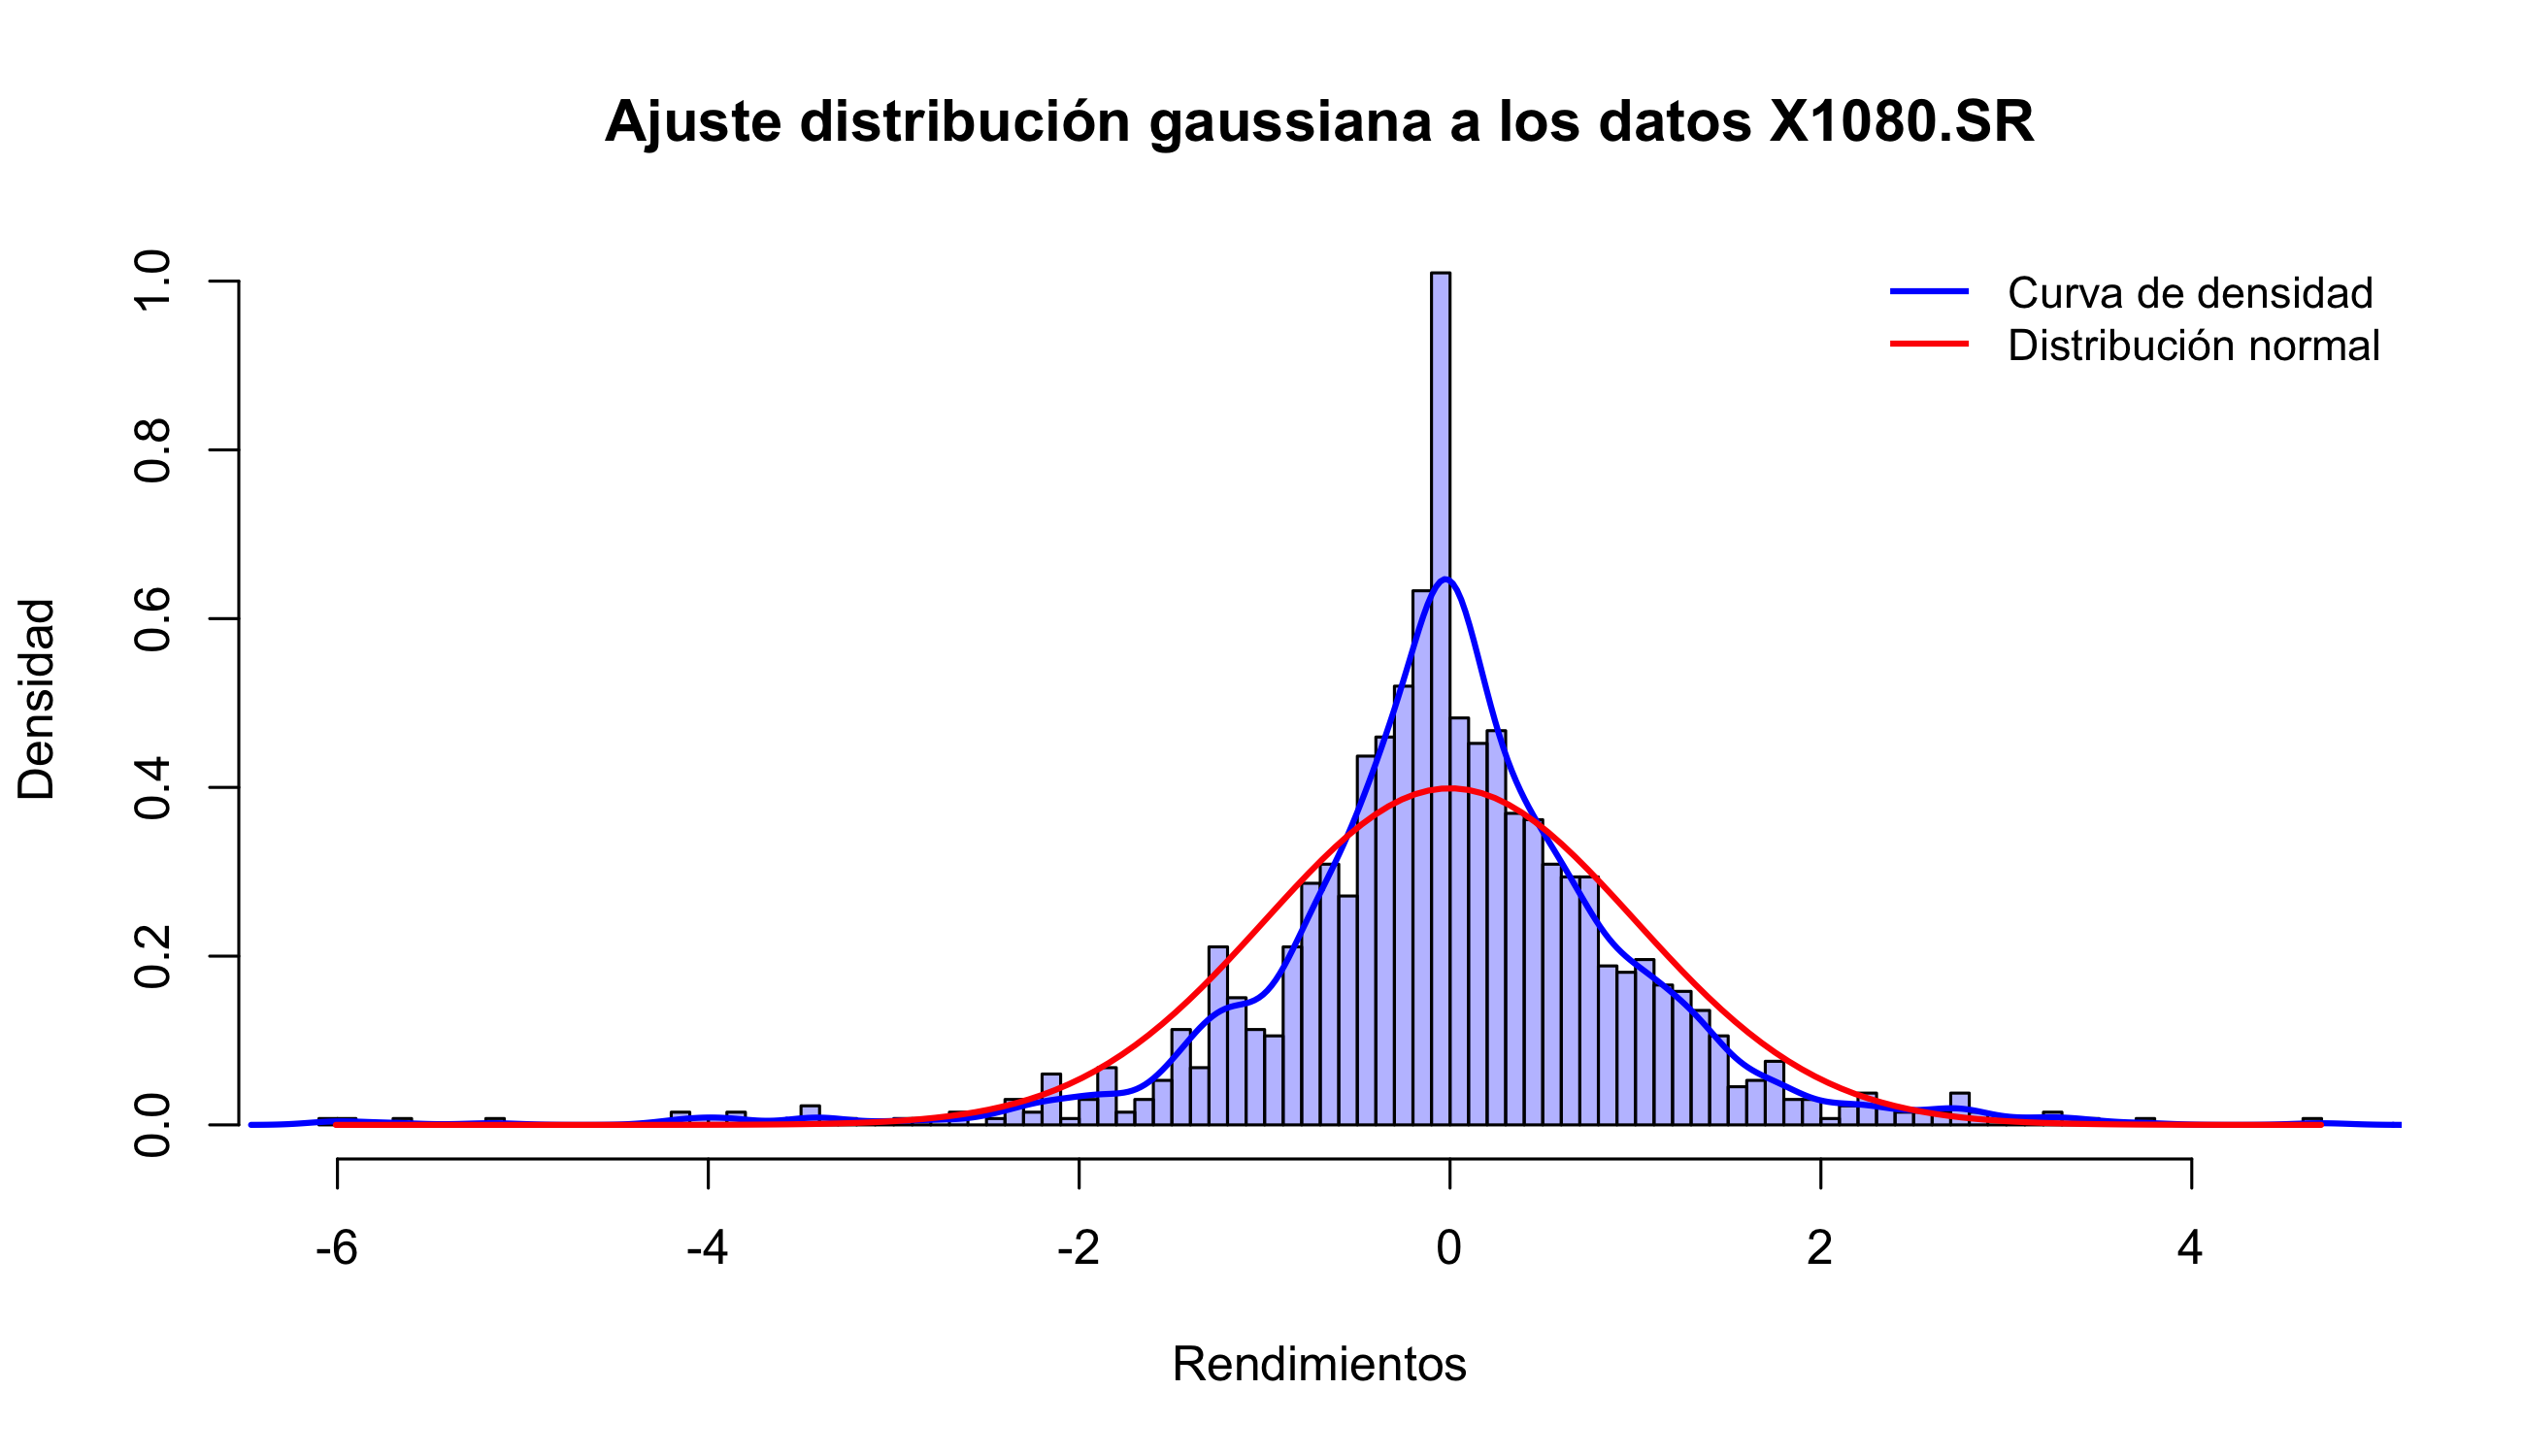 Ajuste distribución gaussiana a los datos X1080.SR
Curva de densidad
Distribución normal
Densidad
1.0
0.8
0.6
0.4
0.2
0.0
-6 -4 -2 0 2 4
Rendimientos